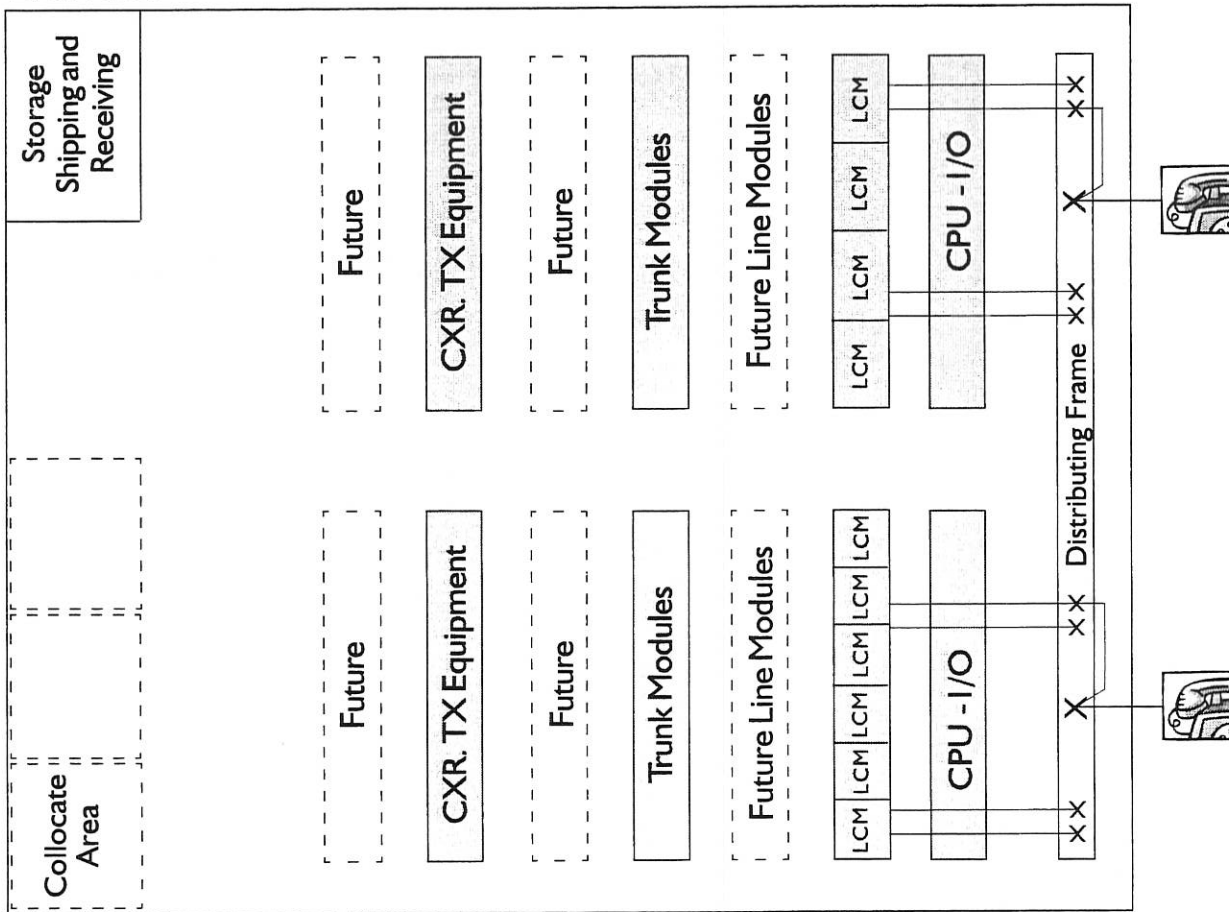 Collocate
Area
Storage
Shipping and
Receiving
Future
Future
CXR. TX Equipment
CXR. TX Equipment
Future
Future
Trunk Modules
Trunk Modules
Future Line Modules
Future Line Modules
LCM LCM LCM LCM LCM LCM
LCM LCM LCM LCM
CPU - I/O
CPU - I/O
Distributing Frame